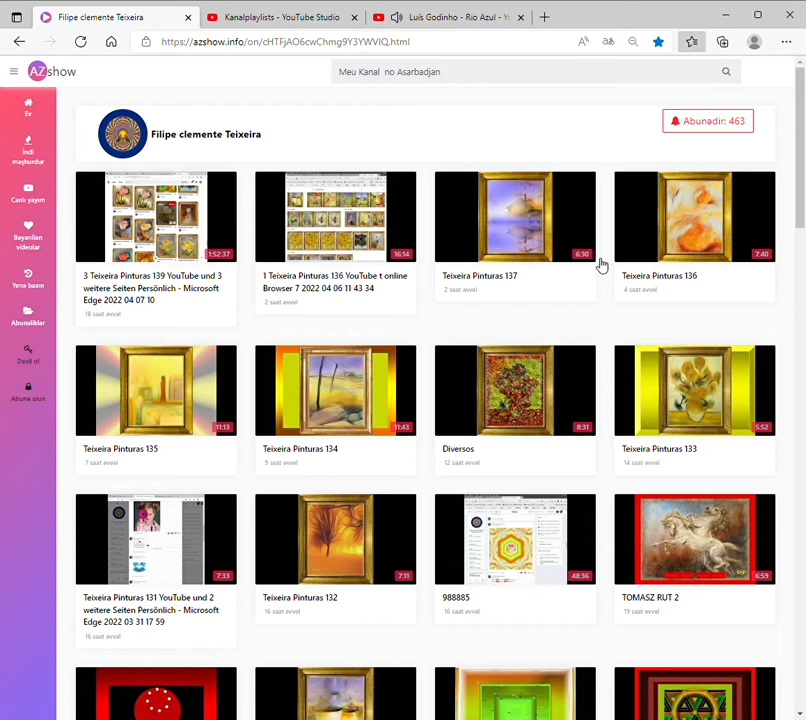 Filipe clemente Teixeira
Kanalplaylists - YouTube Studio
Luís Godinho - Rio Azul - Yo
https://azshow.info/on/cHTFjAO6cwChmg9Y3YWVIQ.html
AZshow
Meu Kanal no Asarbadjan
Ev
İndi
məşhurdur
Canlı yayım
Bəyənilən
videolar
Yenə baxın
Abunəliklər
Daxil ol
Abunə olun
Filipe clemente Teixeira
Abunədir: 463
1:52:37
3 Teixeira Pinturas 139 YouTube und 3
weitere Seiten Persönlich - Microsoft
Edge 2022 04 07 10
18 saat əvvəl
16:14
1 Teixeira Pinturas 136 YouTube t online
Browser 7 2022 04 06 11 43 34
2 saat əvvəl
6:30
Teixeira Pinturas 137
2 saat əvvəl
7:40
Teixeira Pinturas 136
4 saat əvvəl
11:13
Teixeira Pinturas 135
7 saat əvvəl
11:43
Teixeira Pinturas 134
9 saat əvvəl
8:31
Diversos
12 saat əvvəl
5:52
Teixeira Pinturas 133
14 saat əvvəl
7:33
Teixeira Pinturas 131 YouTube und 2
weitere Seiten Persönlich - Microsoft
Edge 2022 03 31 17 59
16 saat əvvəl
7:11
Teixeira Pinturas 132
16 saat əvvəl
48:36
988885
16 saat əvvəl
6:59
TOMASZ RUT 2
19 saat əvvəl